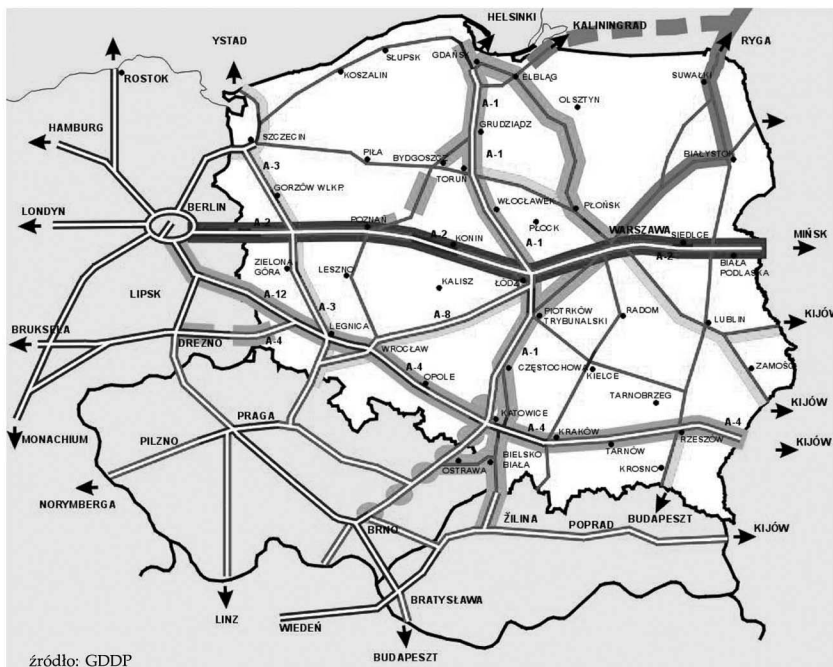 HELSINKI
KALININGRAD
YSTAD
RYGA
SŁUPSK
GDAŃSK
ROSTOK
KOSZALIN
ELBLĄG
SUWAŁKI
OLSZTYN
A-1
HAMBURG
GRUDZIĄDZ
SZCZECIN
PIŁA
BYDGOSZCZ
A-1
BIAŁYSTOK
A-3
TORUŃ
GORZÓW WLKP.
BERLIN
WŁOCŁAWEK
PŁOŃSK
LONDYN
A-2
POZNAŃ
PŁOCK
WARSZAWA
A-2
KONIN
A-1
SIEDLCE
MIŃSK
A-2
ZIELONA
GÓRA
LESZNO
BIAŁA
PODLASKA
KALISZ
ŁÓDŹ
LIPSK
A-12
A-3
A-8
PIOTRKÓW
TRYBUNALSKI
RADOM
LUBLIN
KIJÓW
BRUKSELA
LEGNICA
DREZNO
A-4
WROCŁAW
A-1
A-4
CZĘSTOCHOWA
KIELCE
ZAMOŚĆ
OPOLE
TARNOBRZEG
KIJÓW
PRAGA
KATOWICE
A-4
A-4
MONACHIUM
PILZNO
KRAKÓW
RZESZÓW
KIJÓW
TARNÓW
BIELSKO
BIAŁA
OSTRAWA
KROSNO
NORYMBERGA
BRNO
ŽILINA
POPRAD
BUDAPESZT
KIJÓW
BRATYSŁAWA
LINZ
WIEDEŃ
BUDAPESZT
źródło: GDDP